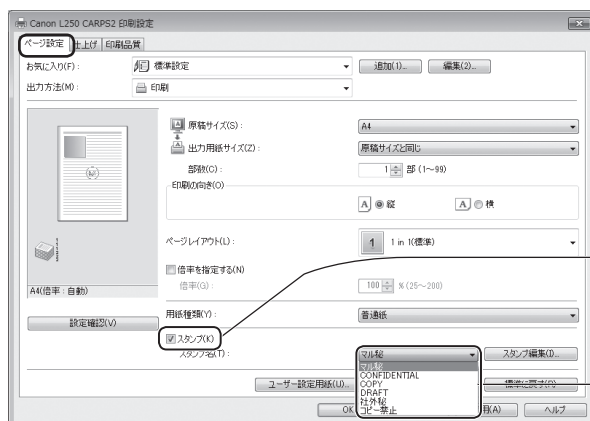 Canon L250 CARPS2 印刷設定
ページ設定 仕上げ 印刷品質
お気に入り(F): 標準設定 追加(1)... 編集(2)...
出力方法(M): 印刷
原稿サイズ(S): A4
出力用紙サイズ(Z): 原稿サイズと同じ
部数(C): 1 部 (1~99)
印刷の向き(O)
A 縦 A 横
ページレイアウト(L): 1 1 in 1(標準)
倍率を指定する(N)
倍率(G): 100 % (25~200)
A4(倍率:自動)
用紙種類(Y): 普通紙
設定確認(V)
スタンプ(K)
スタンプ名(T): マル秘 スタンプ編集(I)...
マル秘
CONFIDENTIAL
COPY
DRAFT
社外秘
コピー禁止
ユーザー設定用紙(U)... 標準に戻す(R)
OK 用(A) ヘルプ